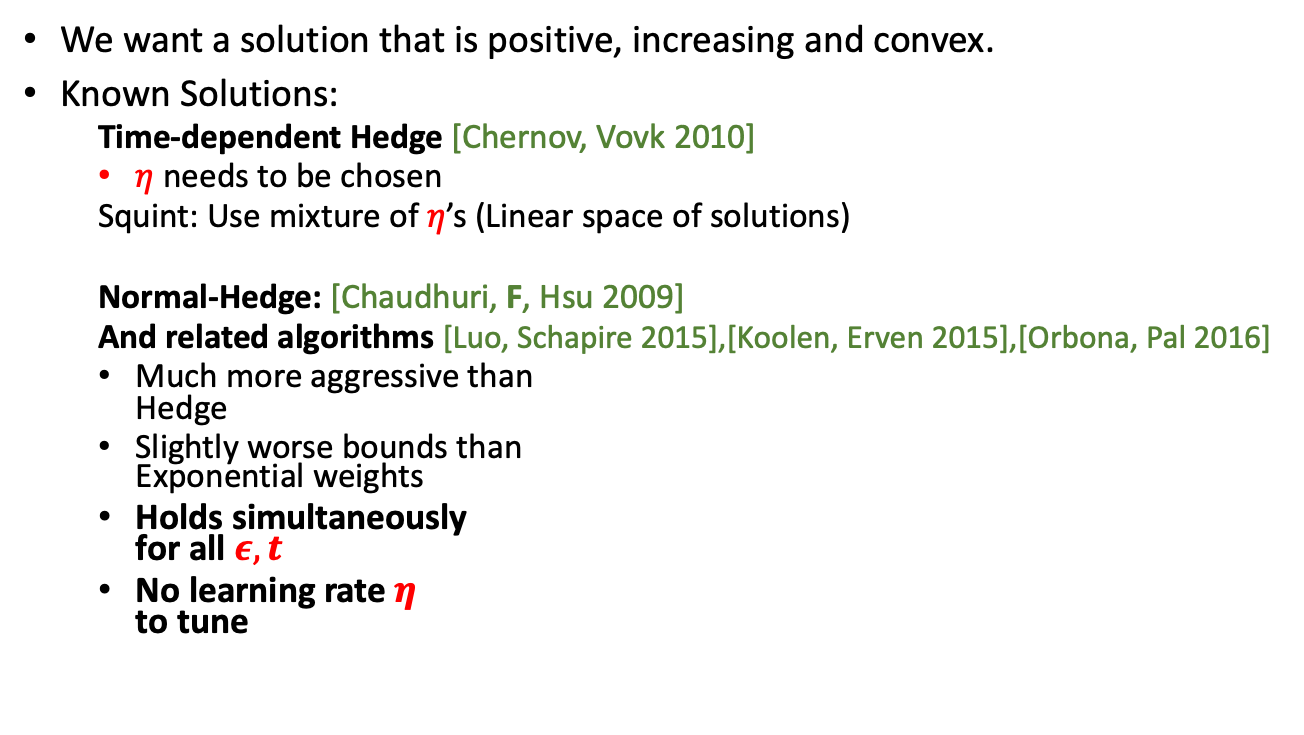 • We want a solution that is positive, increasing and convex.
• Known Solutions:
Time-dependent Hedge [Chernov, Vovk 2010]
• η needs to be chosen
Squint: Use mixture of η’s (Linear space of solutions)
Normal-Hedge: [Chaudhuri, F, Hsu 2009]
And related algorithms [Luo, Schapire 2015],[Koolen, Erven 2015],[Orbona, Pal 2016]
• Much more aggressive than
Hedge
• Slightly worse bounds than
Exponential weights
• Holds simultaneously
for all ϵ, t
• No learning rate η
to tune